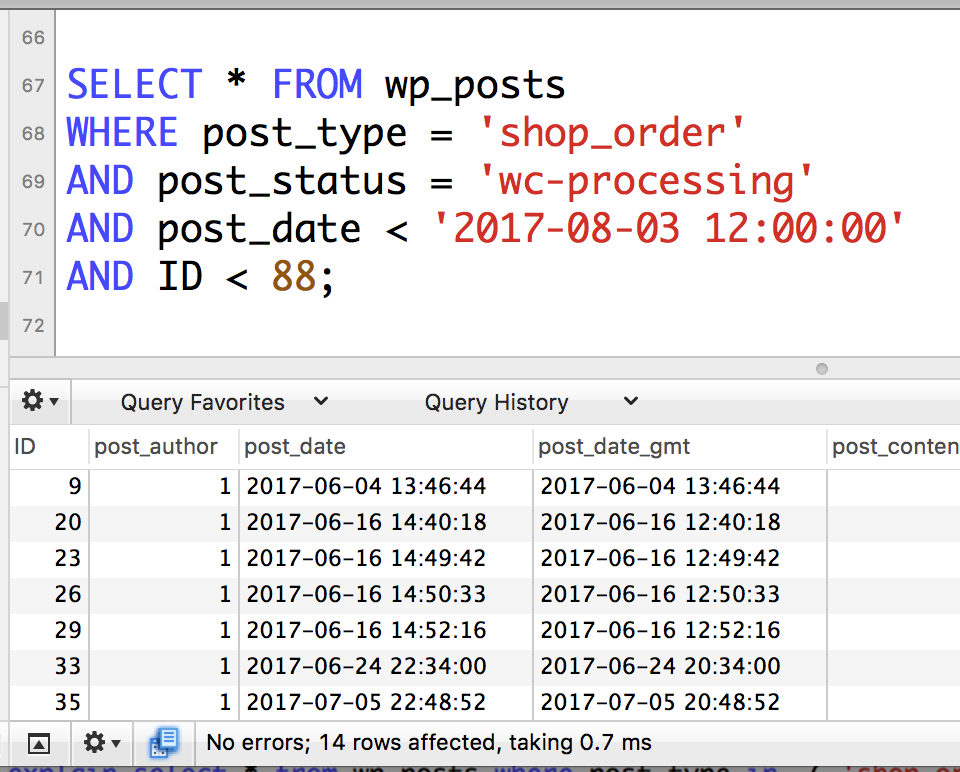 66
67 SELECT * FROM wp_posts
68 WHERE post_type = 'shop_order'
69 AND post_status = 'wc-processing'
70 AND post_date < '2017-08-03 12:00:00'
71 AND ID < 88;
72
Query Favorites Query History
ID post_author post_date post_date_gmt post_conten
9 1 2017-06-04 13:46:44 2017-06-04 13:46:44
20 1 2017-06-16 14:40:18 2017-06-16 12:40:18
23 1 2017-06-16 14:49:42 2017-06-16 12:49:42
26 1 2017-06-16 14:50:33 2017-06-16 12:50:33
29 1 2017-06-16 14:52:16 2017-06-16 12:52:16
33 1 2017-06-24 22:34:00 2017-06-24 20:34:00
35 1 2017-07-05 22:48:52 2017-07-05 20:48:52
No errors; 14 rows affected, taking 0.7 ms